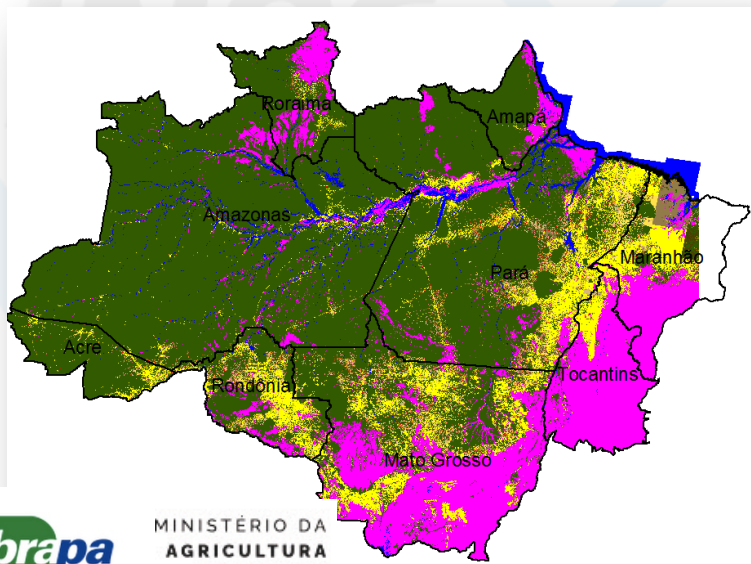 Roraima
Amapá
Amazonas
Pará
Maranhão
Acre
Rondônia
Tocantins
Mato Grosso
brapa
MINISTÉRIO DA
AGRICULTURA